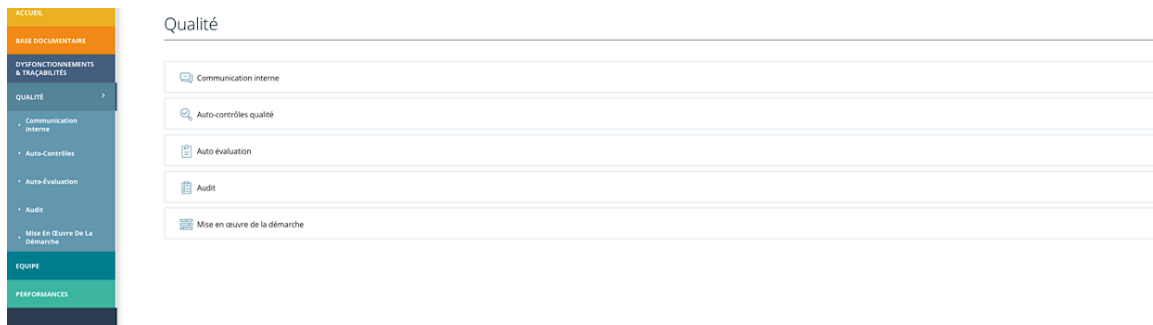 ACCUEIL
BASE DOCUMENTAIRE
DYSFONCTIONNEMENTS
& TRAÇABILITÉS
QUALITÉ
Communication
Interne
Auto-Contrôles
Auto-Évaluation
Audit
Mise En Œuvre De La
Démarche
EQUIPE
PERFORMANCES
Qualité
Communication interne
Auto-contrôles qualité
Auto évaluation
Audit
Mise en œuvre de la démarche